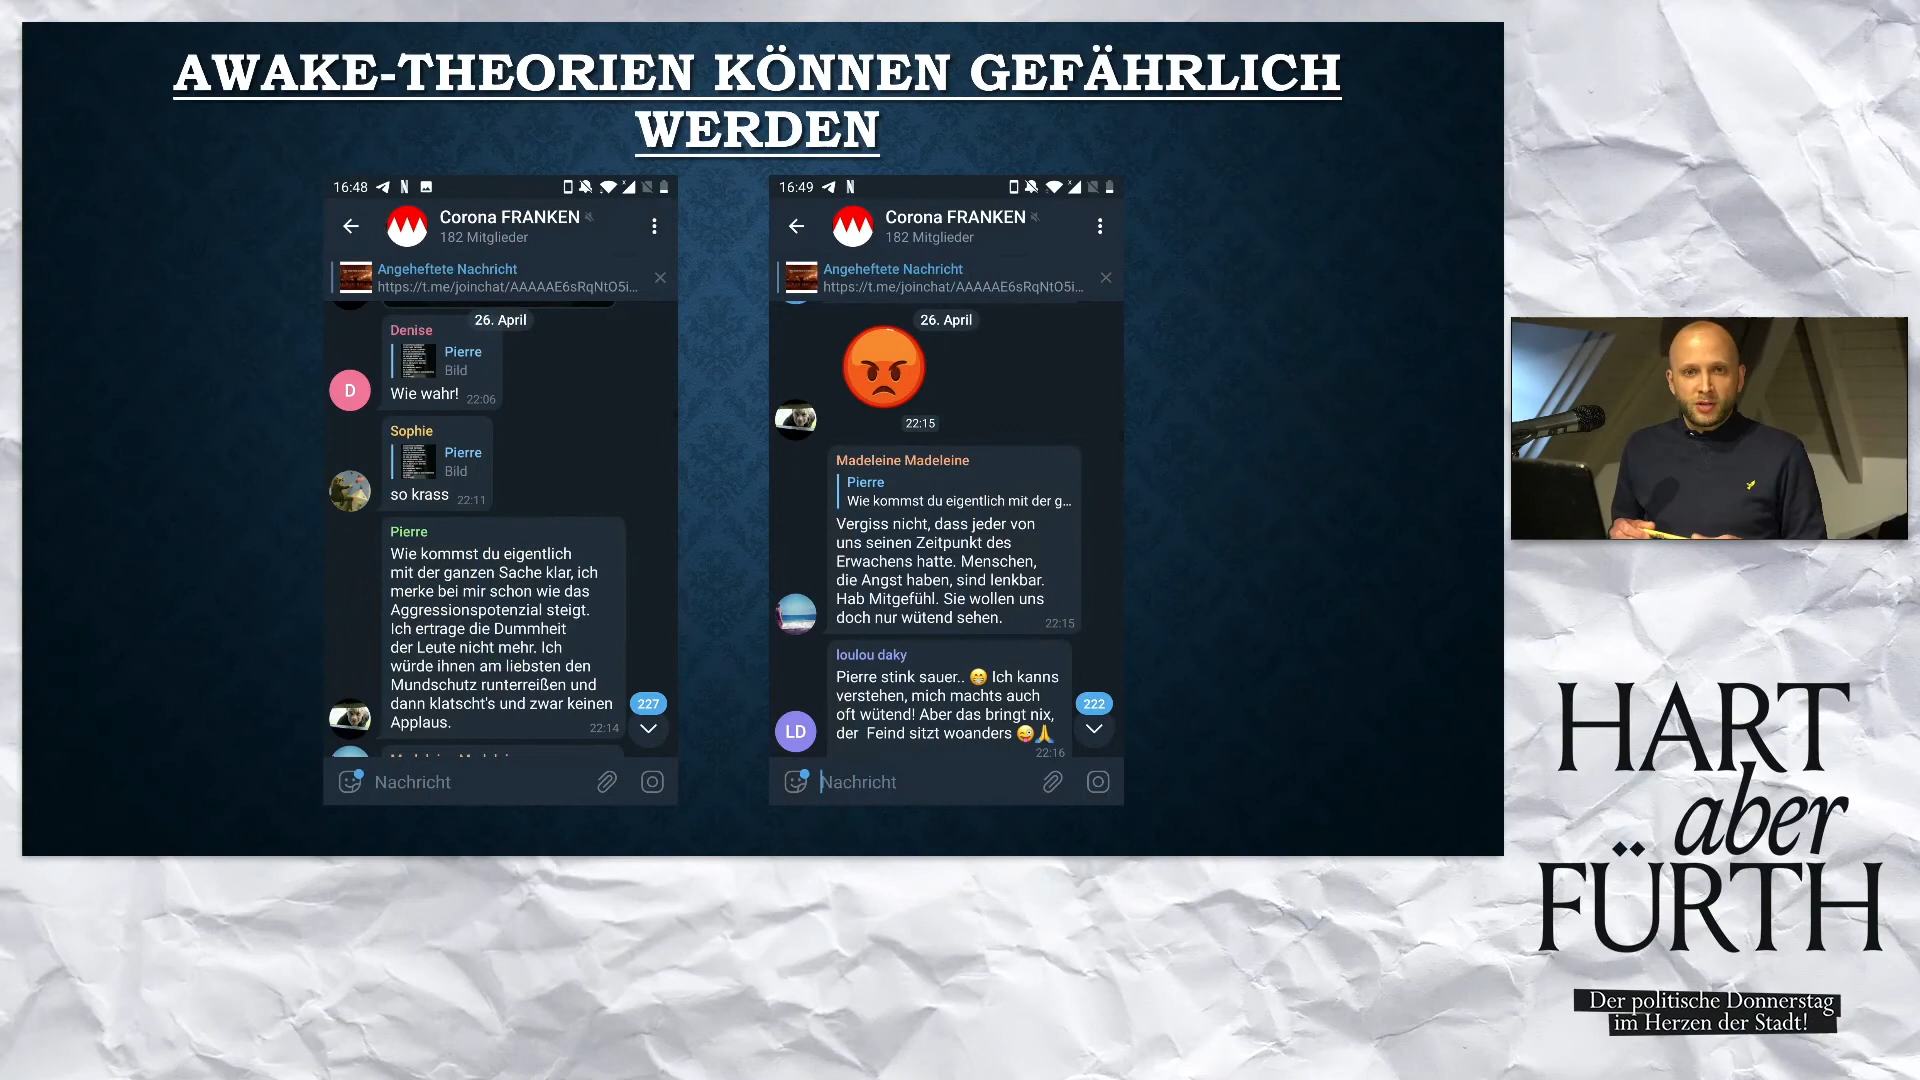 AWAKE-THEORIEN KÖNNEN GEFÄHRLICH
WERDEN
16:48
Corona FRANKEN
182 Mitglieder
Angeheftete Nachricht
https://t.me/joinchat/AAAAAE6sRqNtO5i...
26. April
Denise
Pierre
Bild
Wie wahr! 22:06
D
Sophie
Pierre
Bild
so krass 22:11
Pierre
Wie kommst du eigentlich
mit der ganzen Sache klar, ich
merke bei mir schon wie das
Aggressionspotenzial steigt.
Ich ertrage die Dummheit
der Leute nicht mehr. Ich
würde ihnen am liebsten den
Mundschutz runterreißen und
dann klatscht's und zwar keinen
Applaus. 22:14
227
Nachricht
16:49
Corona FRANKEN
182 Mitglieder
Angeheftete Nachricht
https://t.me/joinchat/AAAAAE6sRqNtO5i...
26. April
😡
22:15
Madeleine Madeleine
Pierre
Wie kommst du eigentlich mit der g...
Vergiss nicht, dass jeder von
uns seinen Zeitpunkt des
Erwachens hatte. Menschen,
die Angst haben, sind lenkbar.
Hab Mitgefühl. Sie wollen uns
doch nur wütend sehen. 22:15
loulou daky
Pierre stink sauer.. 😁 Ich kanns
verstehen, mich machts auch
oft wütend! Aber das bringt nix,
der Feind sitzt woanders 😜🙏
22:16
LD
222
Nachricht
HART
aber
FÜRTH
Der politische Donnerstag
im Herzen der Stadt!